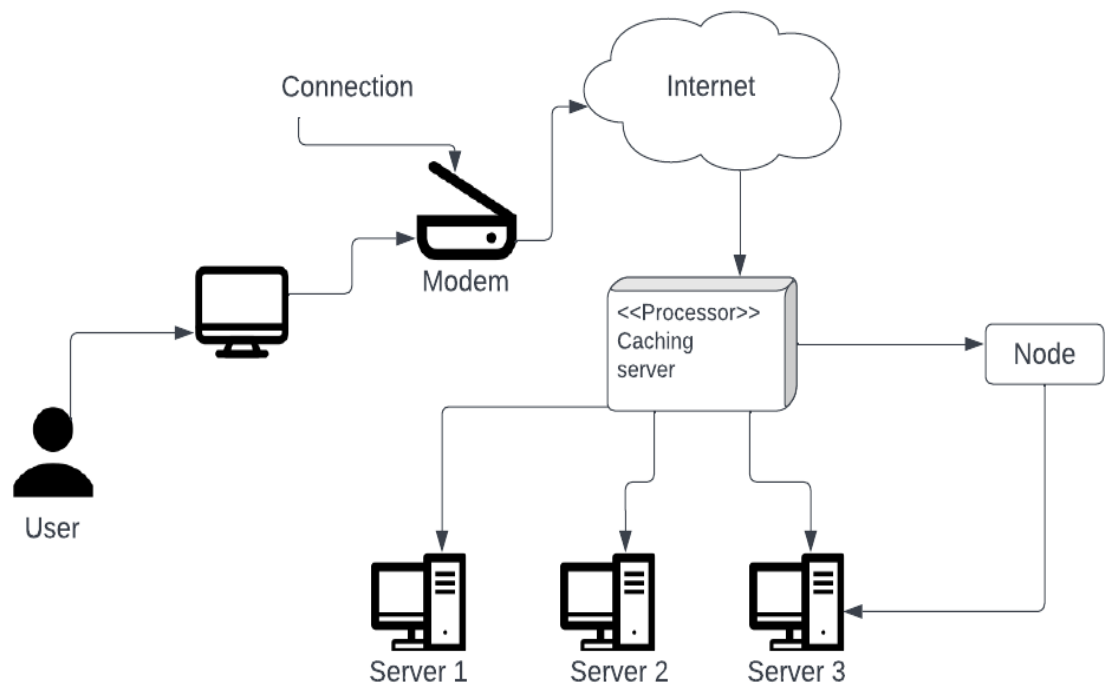 Connection
Internet
Modem
<<Processor>>
Caching
server
Node
User
Server 1
Server 2
Server 3